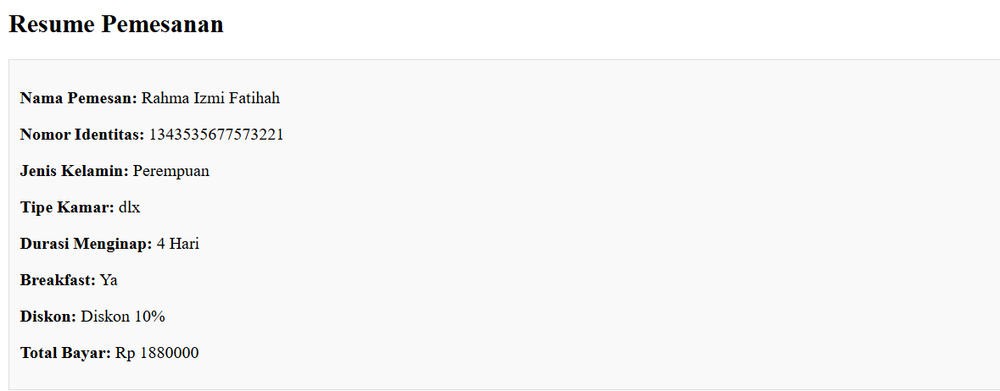 Resume Pemesanan
Nama Pemesan: Rahma Izmi Fatihah
Nomor Identitas: 1343535677573221
Jenis Kelamin: Perempuan
Tipe Kamar: dlx
Durasi Menginap: 4 Hari
Breakfast: Ya
Diskon: Diskon 10%
Total Bayar: Rp 1880000